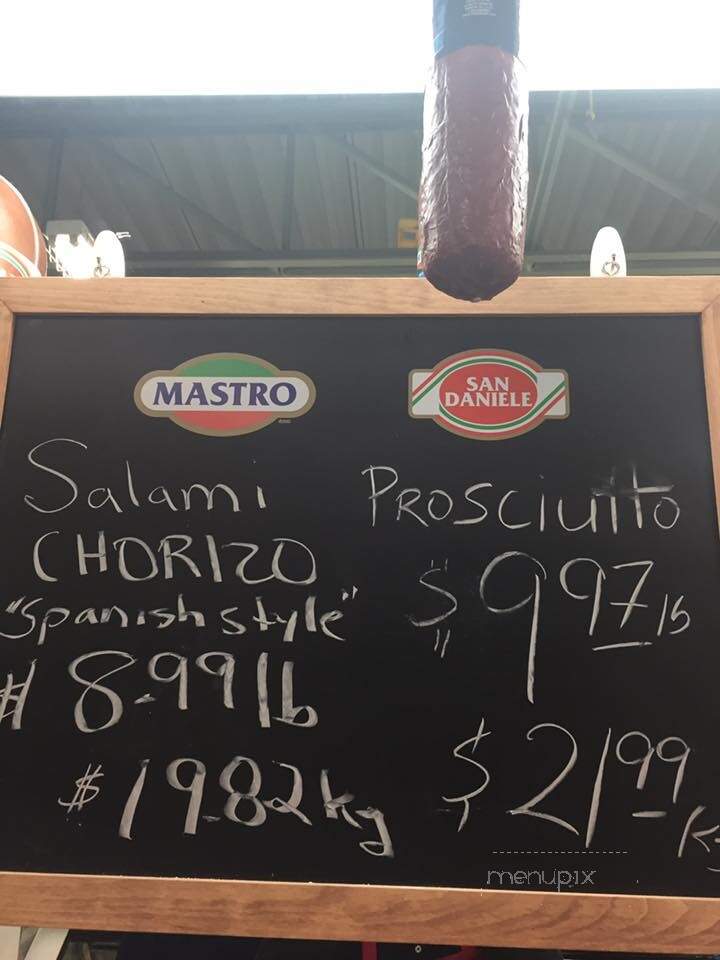 MASTRO
Salami
CHORIZO
"Spanish style"
$ 8.99 lb
$19.82 kg
SAN
DANIELE
PROSCIUTTO
$9.97 lb
$21.99
menupix